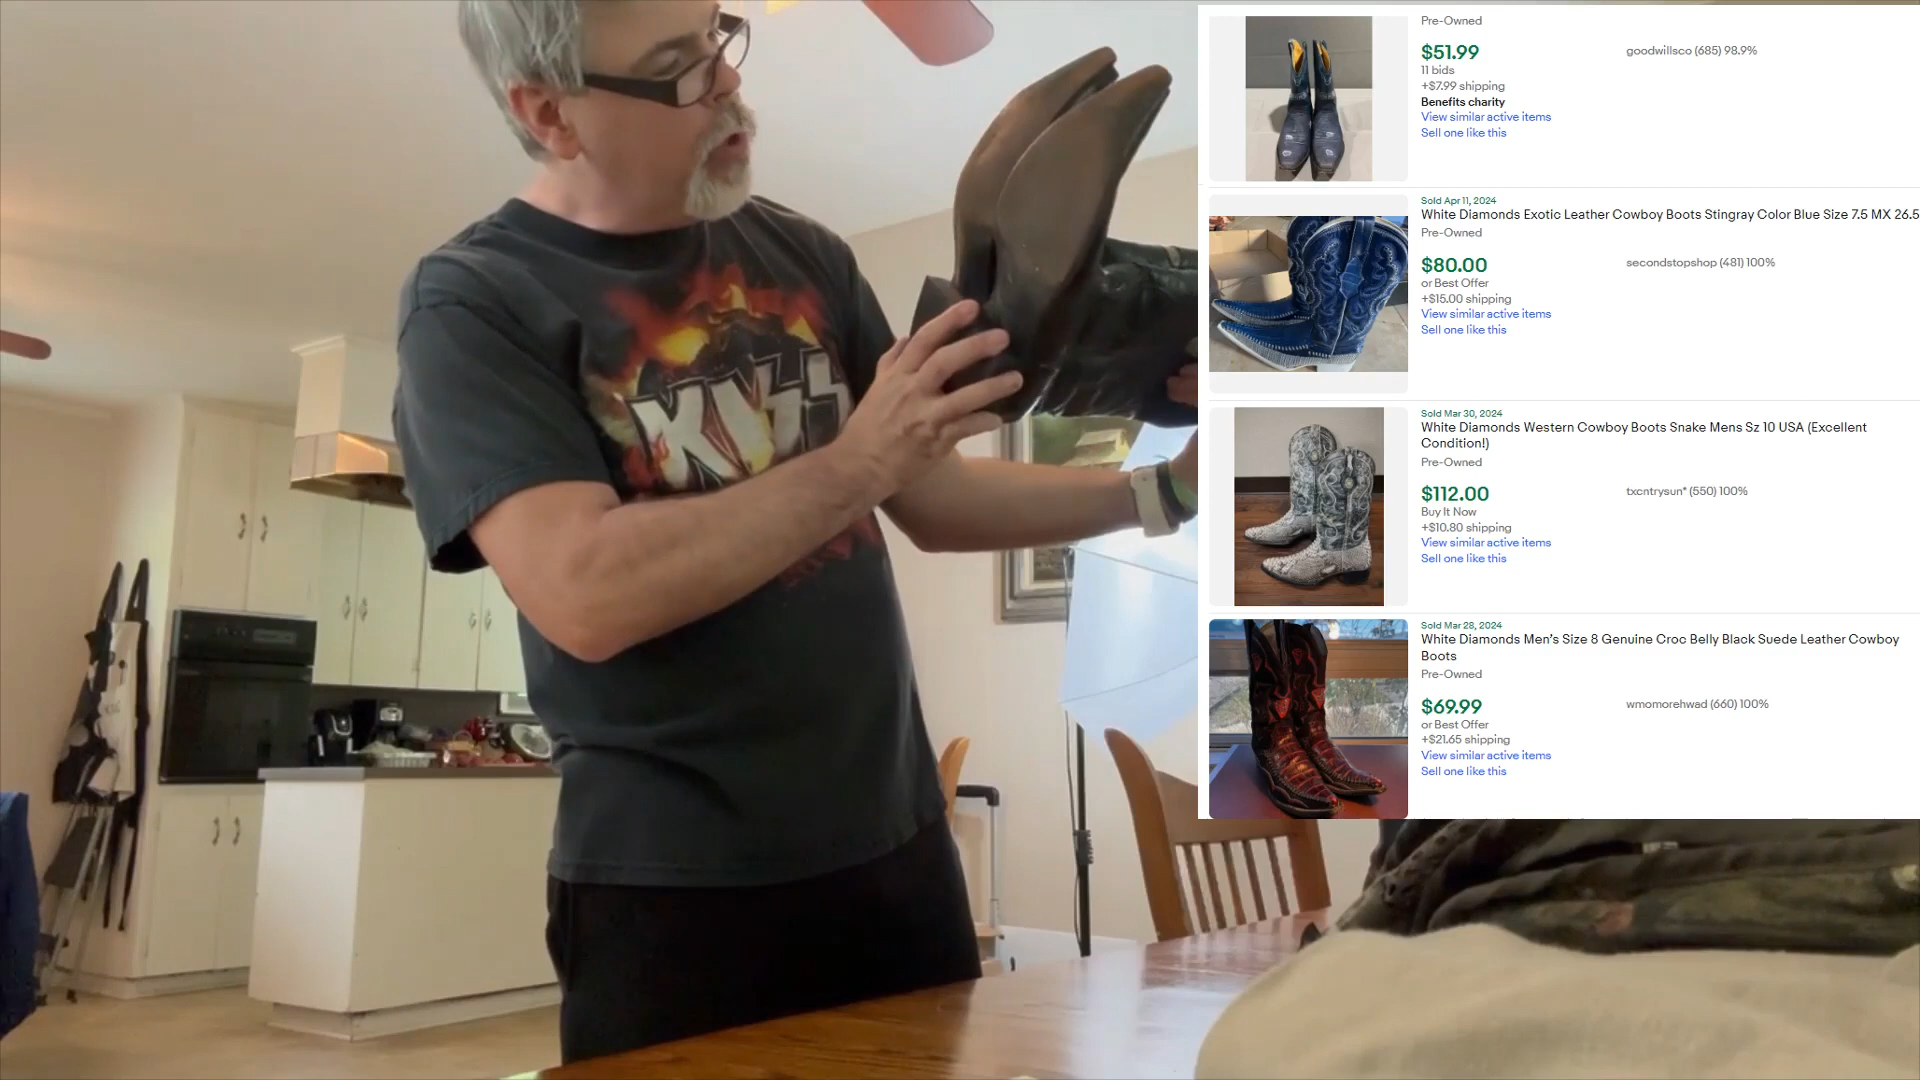 KISS
Pre-Owned
$51.99
goodwillsco (685) 98.9%
11 bids
+$7.99 shipping
Benefits charity
View similar active items
Sell one like this
Sold Apr 11, 2024
White Diamonds Exotic Leather Cowboy Boots Stingray Color Blue Size 7.5 MX 26.5
Pre-Owned
$80.00
secondstopshop (481) 100%
or Best Offer
+$15.00 shipping
View similar active items
Sell one like this
Sold Mar 30, 2024
White Diamonds Western Cowboy Boots Snake Mens Sz 10 USA (Excellent
Condition!)
Pre-Owned
$112.00
txcntrysun* (550) 100%
Buy It Now
+$10.80 shipping
View similar active items
Sell one like this
Sold Mar 28, 2024
White Diamonds Men's Size 8 Genuine Croc Belly Black Suede Leather Cowboy
Boots
Pre-Owned
$69.99
wmomorehwad (660) 100%
or Best Offer
+$21.65 shipping
View similar active items
Sell one like this